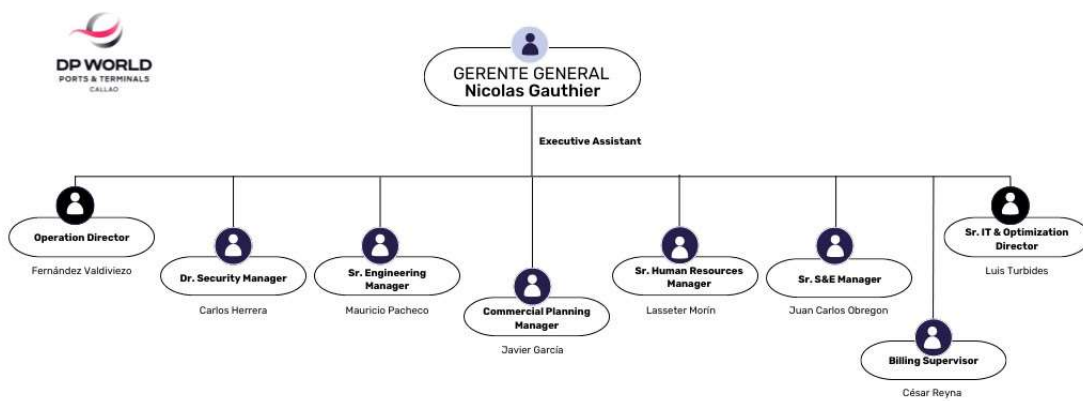 DP WORLD
PORTS & TERMINALS
CALLAO
GERENTE GENERAL
Nicolas Gauthier
Executive Assistant
Operation Director
Fernández Valdiviezo
Dr. Security Manager
Carlos Herrera
Sr. Engineering
Manager
Mauricio Pacheco
Commercial Planning
Manager
Javier García
Sr. Human Resources
Manager
Lasseter Morín
Sr. S&E Manager
Juan Carlos Obregon
Billing Supervisor
César Reyna
Sr. IT & Optimization
Director
Luis Turbides